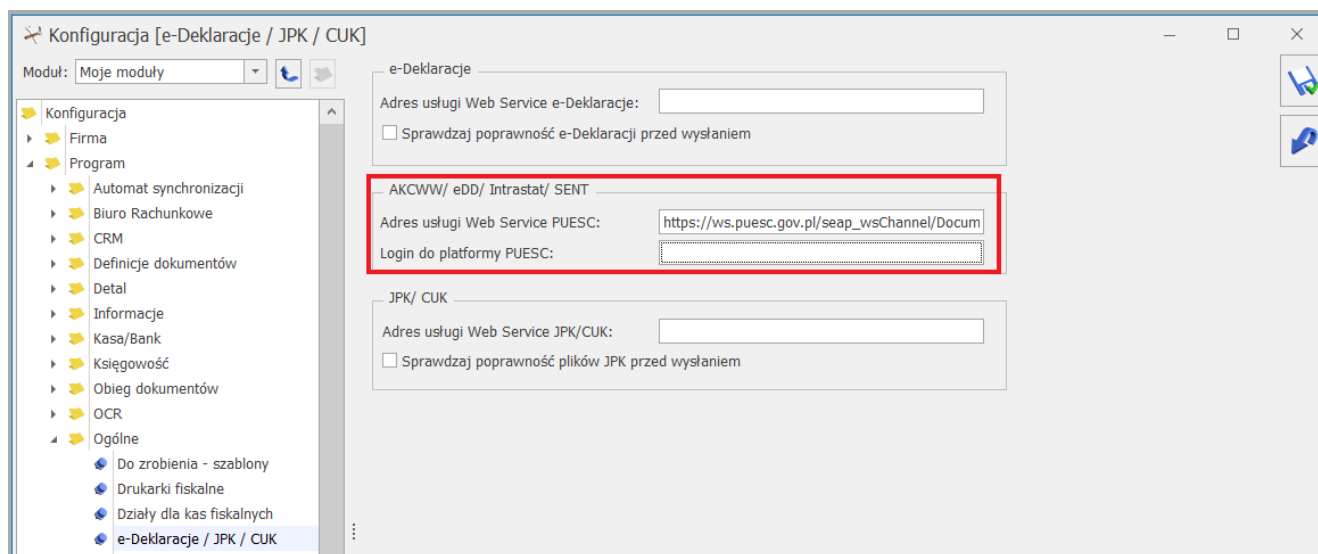 Konfiguracja [e-Deklaracje / JPK / CUK]
Moduł: Moje moduły
Konfiguracja
Firma
Program
Automat synchronizacji
Biuro Rachunkowe
CRM
Definicje dokumentów
Detal
Informacje
Kasa/Bank
Księgowość
Obieg dokumentów
OCR
Ogólne
Do zrobienia - szablony
Drukarki fiskalne
Działy dla kas fiskalnych
e-Deklaracje / JPK / CUK
e-Deklaracje
Adres usługi Web Service e-Deklaracje:
Sprawdzaj poprawność e-Deklaracji przed wysłaniem
AKCWW/ eDD/ Intrastat/ SENT
Adres usługi Web Service PUESC: https://ws.puesc.gov.pl/seap_wsChannel/Docum
Login do platformy PUESC:
JPK/ CUK
Adres usługi Web Service JPK/CUK:
Sprawdzaj poprawność plików JPK przed wysłaniem